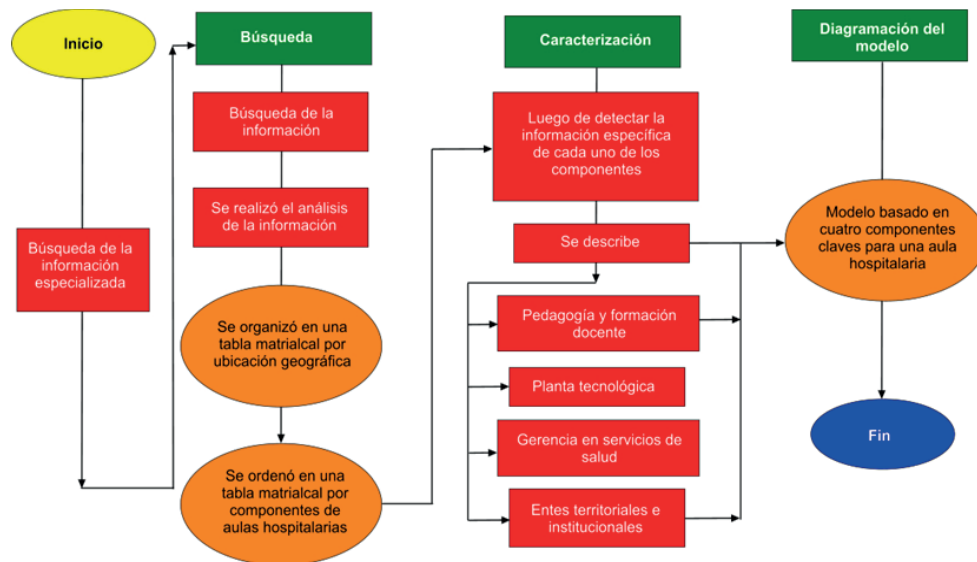 Inicio
Búsqueda de la
información
especializada
Búsqueda
Búsqueda de la
información
Se realizó el análisis
de la información
Se organizó en una
tabla matrialcal por
ubicación geográfica
Se ordenó en una
tabla matrialcal por
componentes de
aulas hospitalarias
Caracterización
Luego de detectar la
información específica
de cada uno de los
componentes
Se describe
Pedagogía y formación
docente
Planta tecnológica
Gerencia en servicios de
salud
Entes territoriales e
institucionales
Diagramación del
modelo
Modelo basado en
cuatro componentes
claves para una aula
hospitalaria
Fin